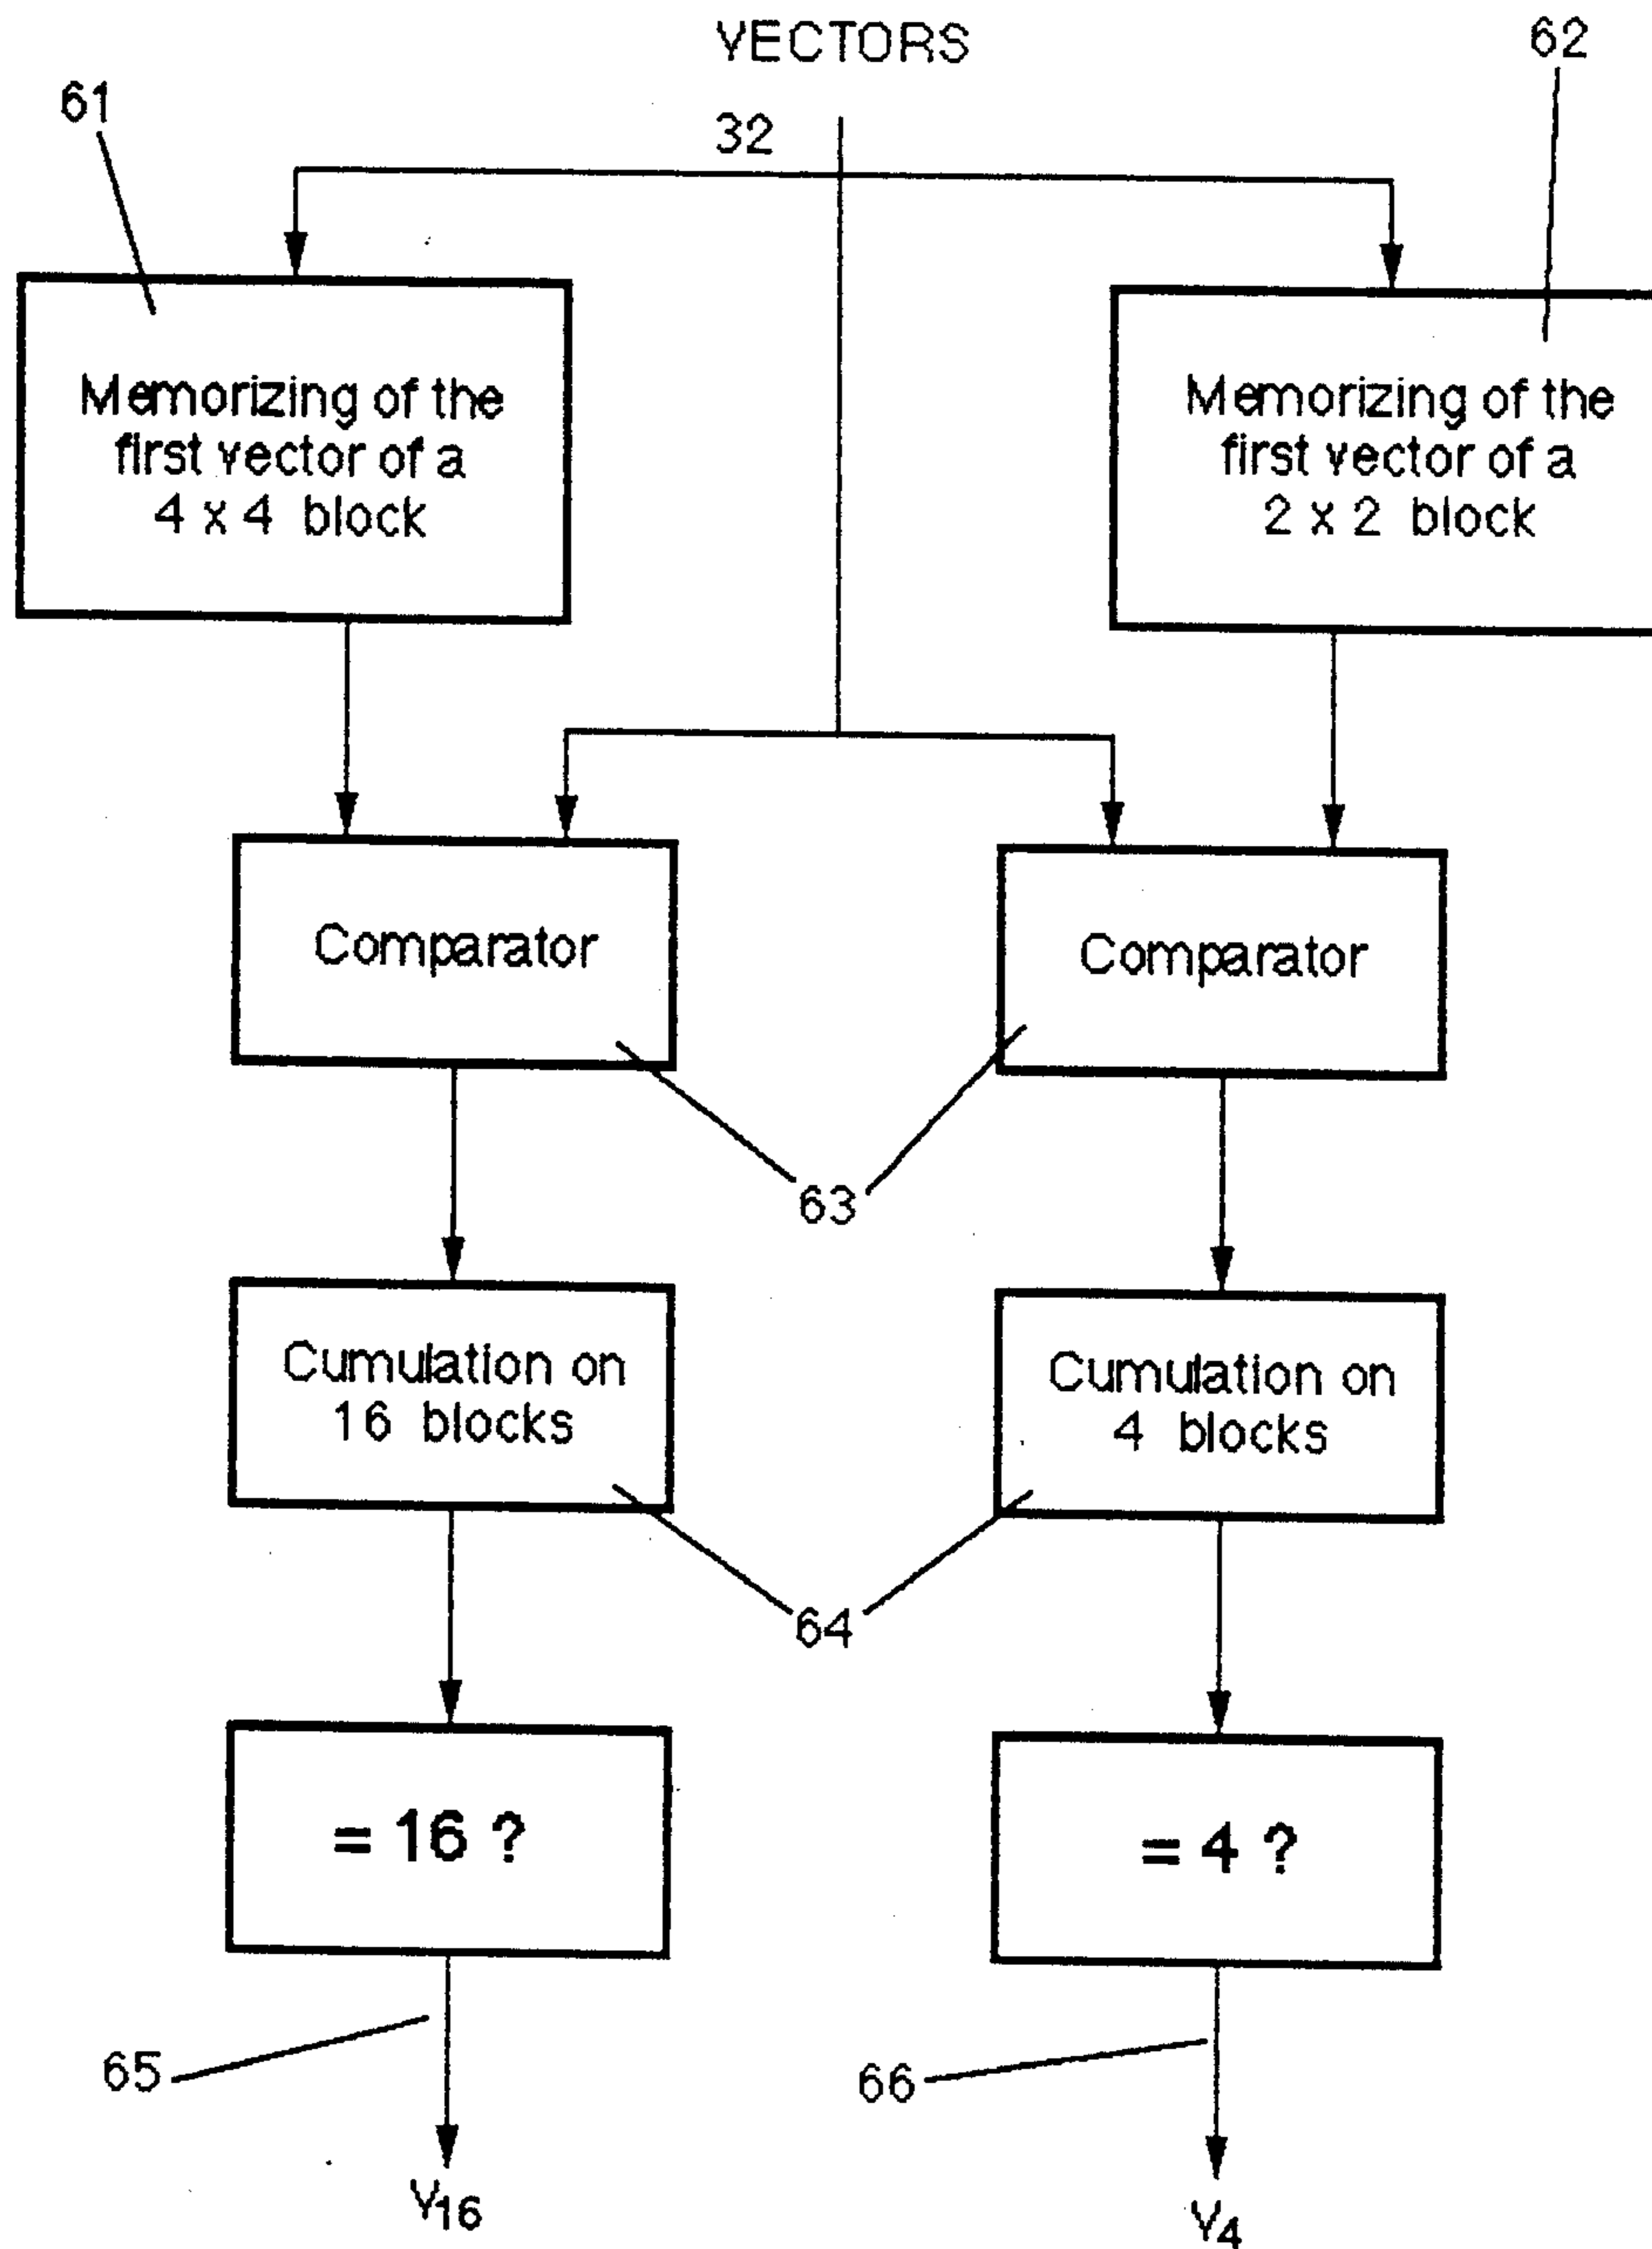 VECTORS
62
61
32
Memorizing of the
first vector of a
4 x 4 block
Memorizing of the
first vector of a
2 x 2 block
Comparator
Comparator
63
Cumulation on
16 blocks
Cumulation on
4 blocks
64
= 16 ?
= 4 ?
65
66
V16
V4